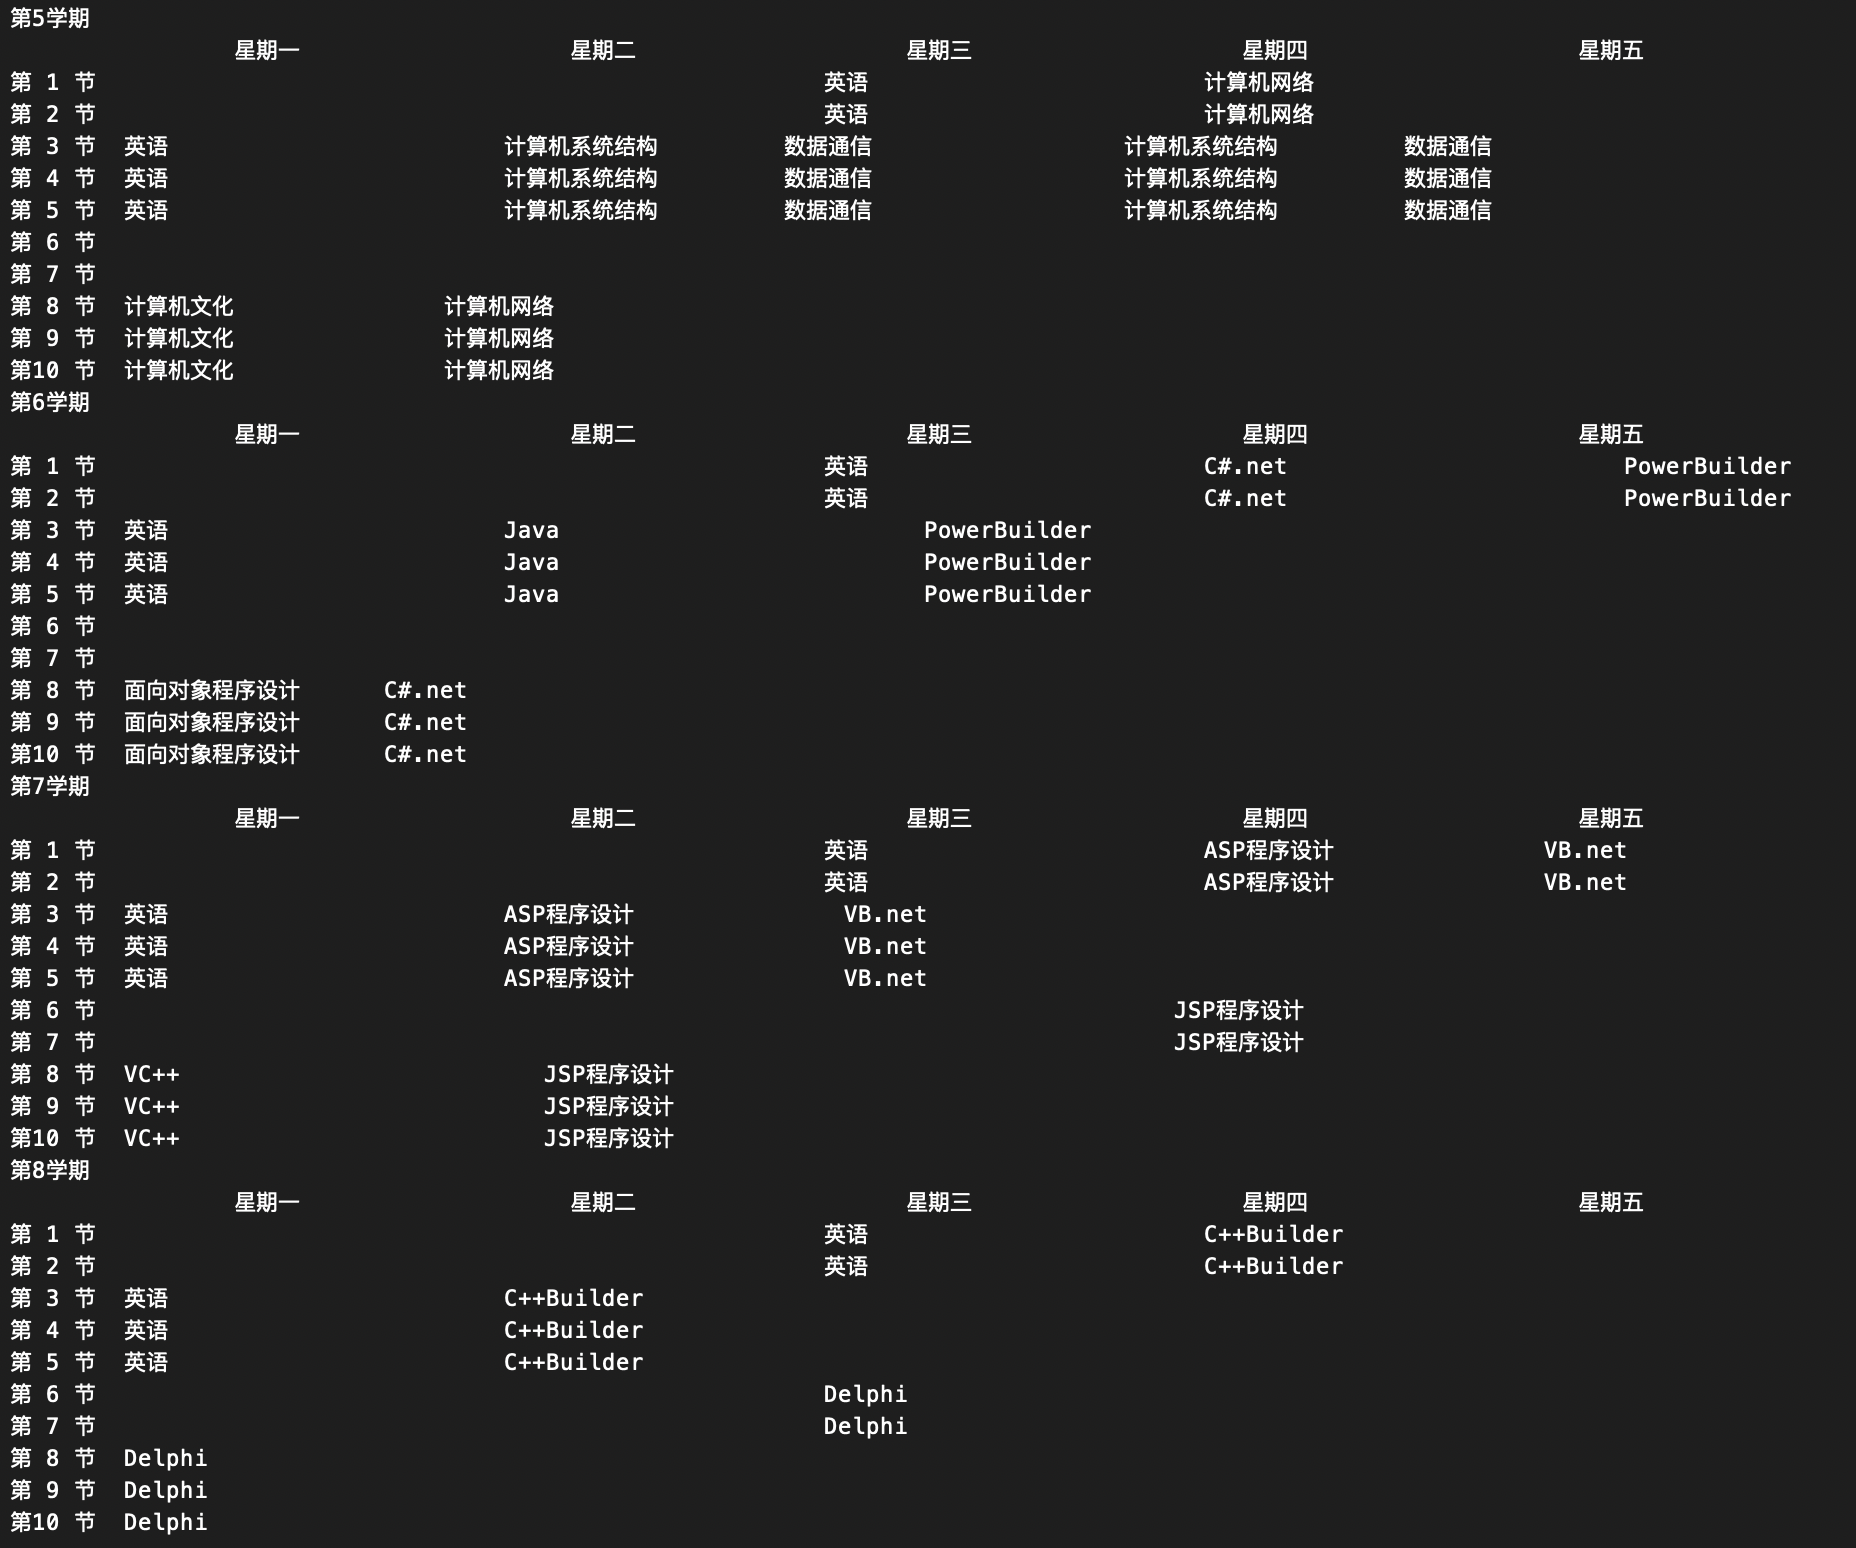 第5学期
星期一 星期二 星期三 星期四 星期五
第 1 节 英语 计算机网络
第 2 节 英语 计算机网络
第 3 节 英语 计算机系统结构 数据通信 计算机系统结构 数据通信
第 4 节 英语 计算机系统结构 数据通信 计算机系统结构 数据通信
第 5 节 英语 计算机系统结构 数据通信 计算机系统结构 数据通信
第 6 节
第 7 节
第 8 节 计算机文化 计算机网络
第 9 节 计算机文化 计算机网络
第10 节 计算机文化 计算机网络
第6学期
星期一 星期二 星期三 星期四 星期五
第 1 节 英语 C#.net PowerBuilder
第 2 节 英语 C#.net PowerBuilder
第 3 节 英语 Java PowerBuilder
第 4 节 英语 Java PowerBuilder
第 5 节 英语 Java PowerBuilder
第 6 节
第 7 节
第 8 节 面向对象程序设计 C#.net
第 9 节 面向对象程序设计 C#.net
第10 节 面向对象程序设计 C#.net
第7学期
星期一 星期二 星期三 星期四 星期五
第 1 节 英语 ASP程序设计 VB.net
第 2 节 英语 ASP程序设计 VB.net
第 3 节 英语 ASP程序设计 VB.net
第 4 节 英语 ASP程序设计 VB.net
第 5 节 英语 ASP程序设计 VB.net
第 6 节 JSP程序设计
第 7 节 JSP程序设计
第 8 节 VC++ JSP程序设计
第 9 节 VC++ JSP程序设计
第10 节 VC++ JSP程序设计
第8学期
星期一 星期二 星期三 星期四 星期五
第 1 节 英语 C++Builder
第 2 节 英语 C++Builder
第 3 节 英语 C++Builder
第 4 节 英语 C++Builder
第 5 节 英语 C++Builder
第 6 节 Delphi
第 7 节 Delphi
第 8 节 Delphi
第 9 节 Delphi
第10 节 Delphi